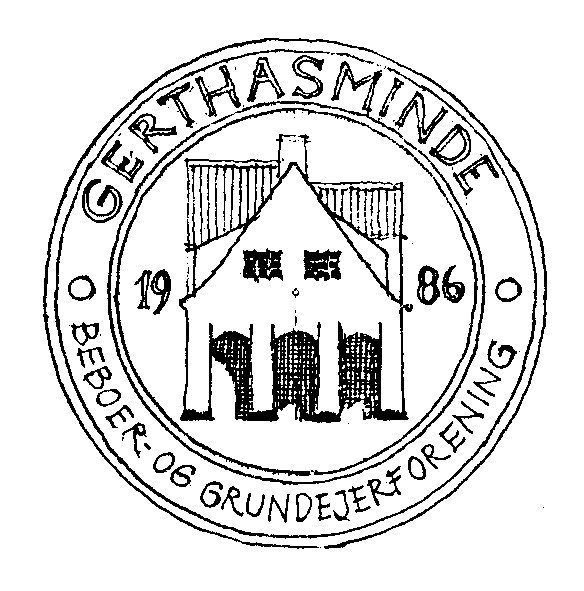 GERTHASMINDE
19 86
BEBOER- OG GRUNDEJERFORENING